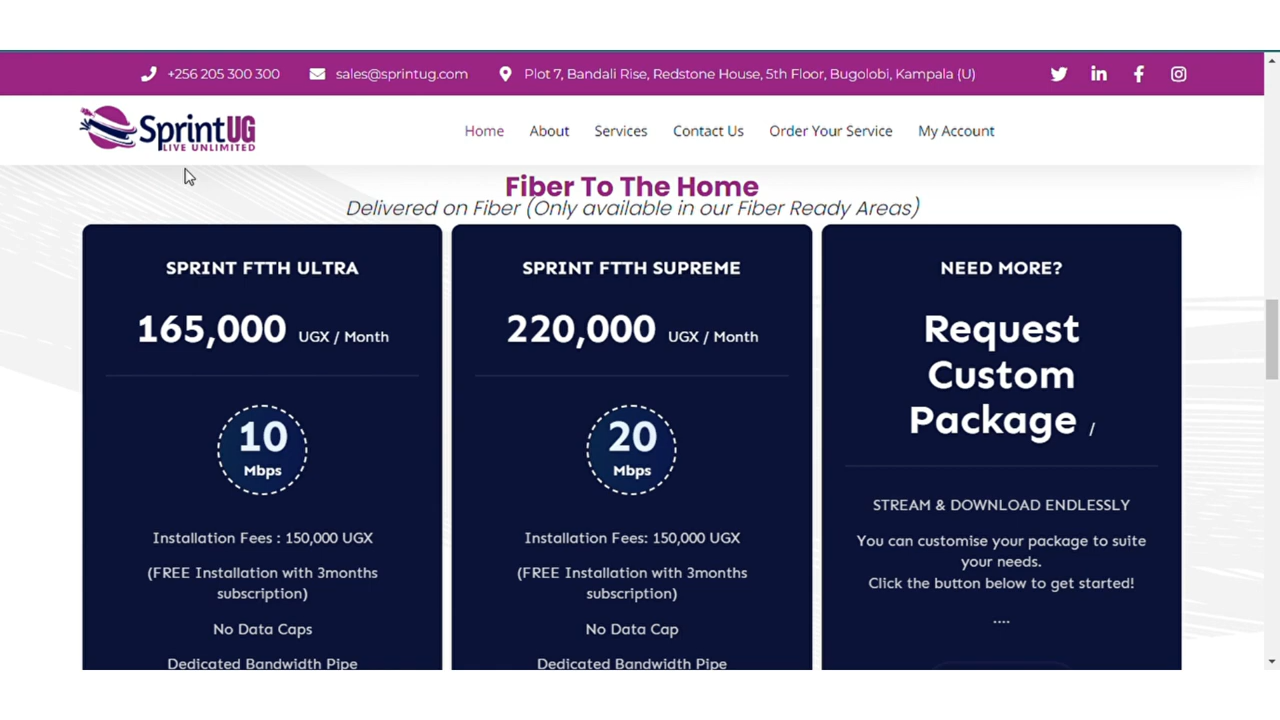 +256 205 300 300 sales@sprintug.com Plot 7, Bandali Rise, Redstone House, 5th Floor, Bugolobi, Kampala (U)
SprintUG
LIVE UNLIMITED
Home About Services Contact Us Order Your Service My Account
Fiber To The Home
Delivered on Fiber (Only available in our Fiber Ready Areas)
SPRINT FTTH ULTRA
165,000 UGX / Month
10
Mbps
Installation Fees : 150,000 UGX
(FREE Installation with 3months
subscription)
No Data Caps
Dedicated Bandwidth Pipe
SPRINT FTTH SUPREME
220,000 UGX / Month
20
Mbps
Installation Fees: 150,000 UGX
(FREE Installation with 3months
subscription)
No Data Cap
Dedicated Bandwidth Pipe
NEED MORE?
Request
Custom
Package /
STREAM & DOWNLOAD ENDLESSLY
You can customise your package to suite
your needs.
Click the button below to get started!
....